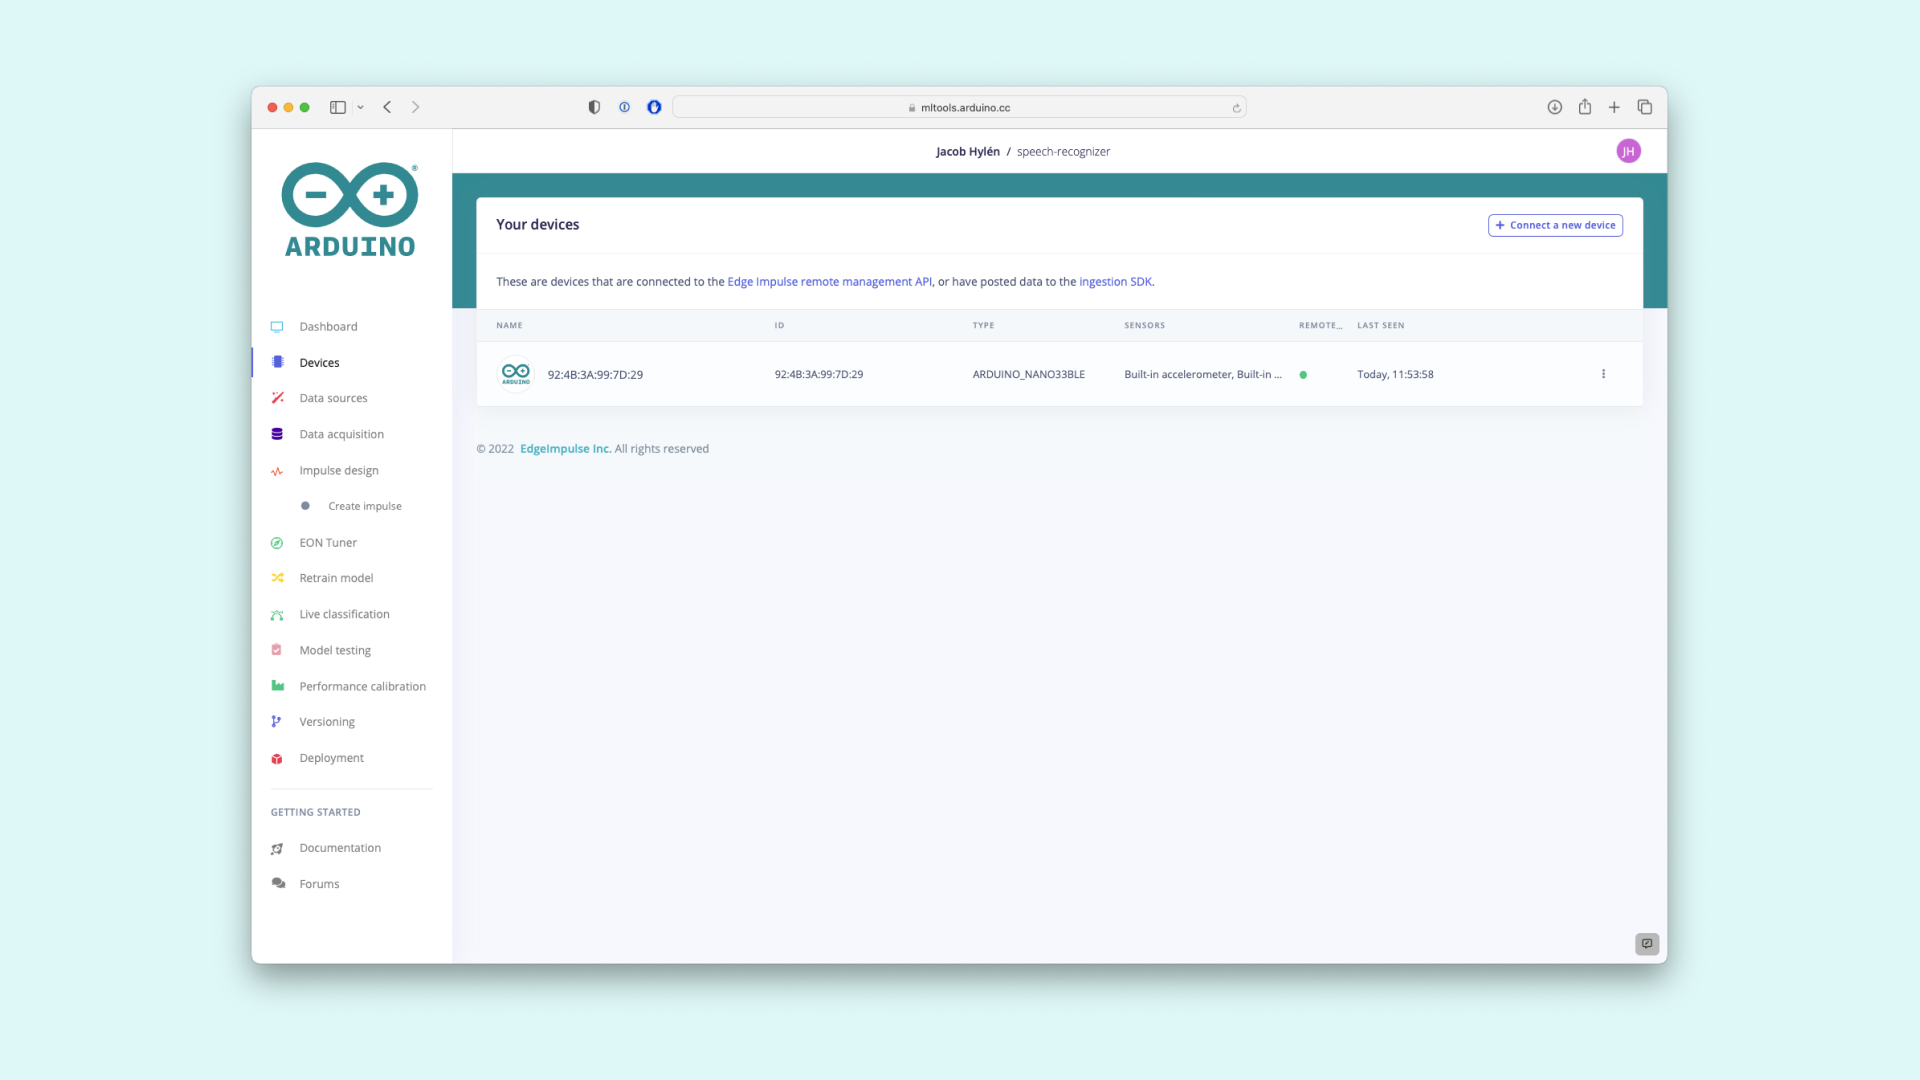 mltools.arduino.cc
Jacob Hylén / speech-recognizer
JH
ARDUINO
®
Dashboard
Devices
Data sources
Data acquisition
Impulse design
Create impulse
EON Tuner
Retrain model
Live classification
Model testing
Performance calibration
Versioning
Deployment
GETTING STARTED
Documentation
Forums
Your devices
+ Connect a new device
These are devices that are connected to the Edge Impulse remote management API, or have posted data to the ingestion SDK.
NAME ID TYPE SENSORS REMOTE... LAST SEEN
ARDUINO 92:4B:3A:99:7D:29 92:4B:3A:99:7D:29 ARDUINO_NANO33BLE Built-in accelerometer, Built-in ... Today, 11:53:58
© 2022 EdgeImpulse Inc. All rights reserved